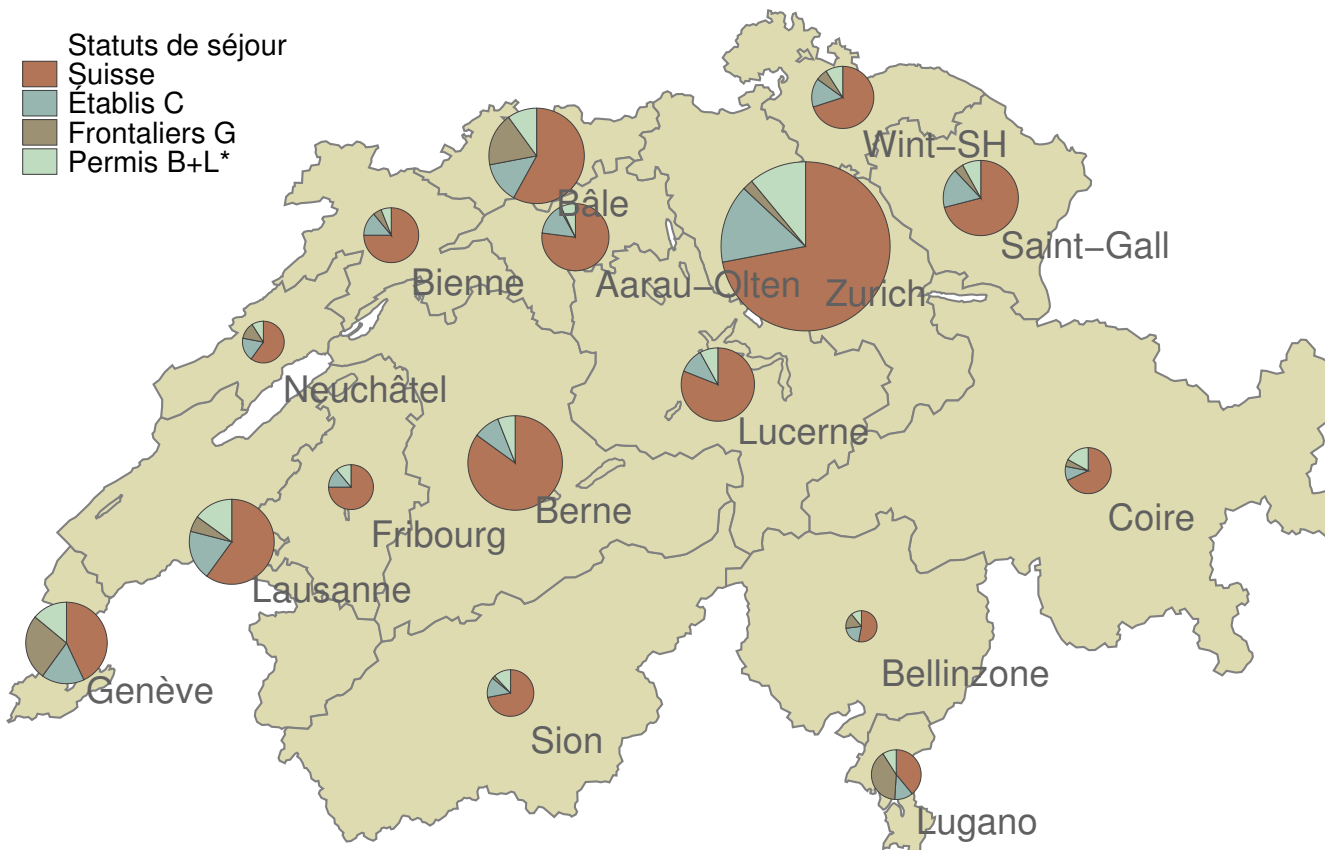 Statuts de séjour
Suisse
Établis C
Frontaliers G
Permis B+L*
Wint−SH
Bâle
Saint−Gall
Bienne
Aarau−Olten
Zurich
Neuchâtel
Lucerne
Fribourg
Berne
Coire
Lausanne
Genève
Bellinzone
Sion
Lugano